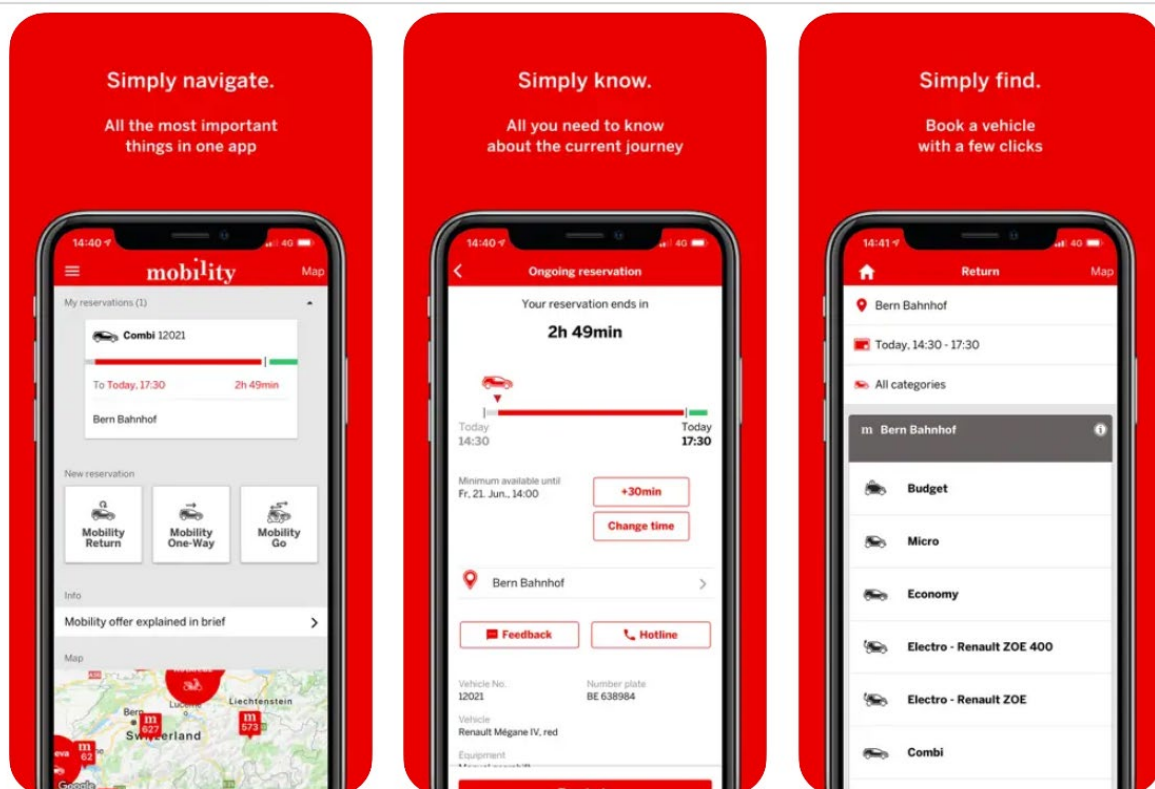 Simply navigate.
All the most important
things in one app
14:40
4G
mobility
Map
My reservations (1)
Combi 12021
To Today, 17:30 2h 49min
Bern Bahnhof
New reservation
Mobility
Return
Mobility
One-Way
Mobility
Go
Info
Mobility offer explained in brief
Map
Bern
Liechtenstein
m
627
m
573
Switzerland
m
62
Google
Simply know.
All you need to know
about the current journey
14:40
4G
Ongoing reservation
Your reservation ends in
2h 49min
Today
14:30
Today
17:30
Minimum available until
Fr, 21. Jun., 14:00
+30min
Change time
Bern Bahnhof
Feedback
Hotline
Vehicle No.
12021
Number plate
BE 638984
Vehicle
Renault Mégane IV, red
Equipment
Simply find.
Book a vehicle
with a few clicks
14:41
4G
Return
Map
Bern Bahnhof
Today, 14:30 - 17:30
All categories
m Bern Bahnhof
Budget
Micro
Economy
Electro - Renault ZOE 400
Electro - Renault ZOE
Combi